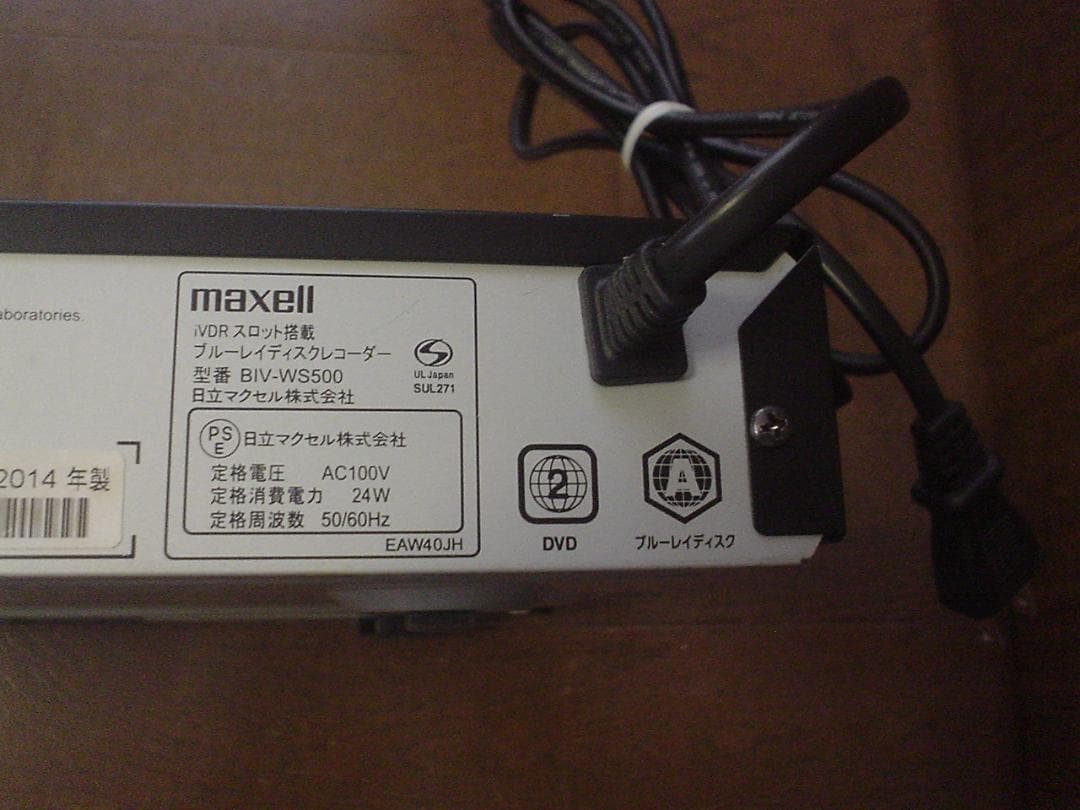 aboratories.
maxell
iVDR スロット搭載
ブルーレイディスクレコーダー
型番 BIV-WS500
日立マクセル株式会社
S
UL Japan
SUL271
PS
E
日立マクセル株式会社
定格電圧 AC100V
定格消費電力 24W
定格周波数 50/60Hz
EAW40JH
2014 年製
2
DVD
A
ブルーレイディスク